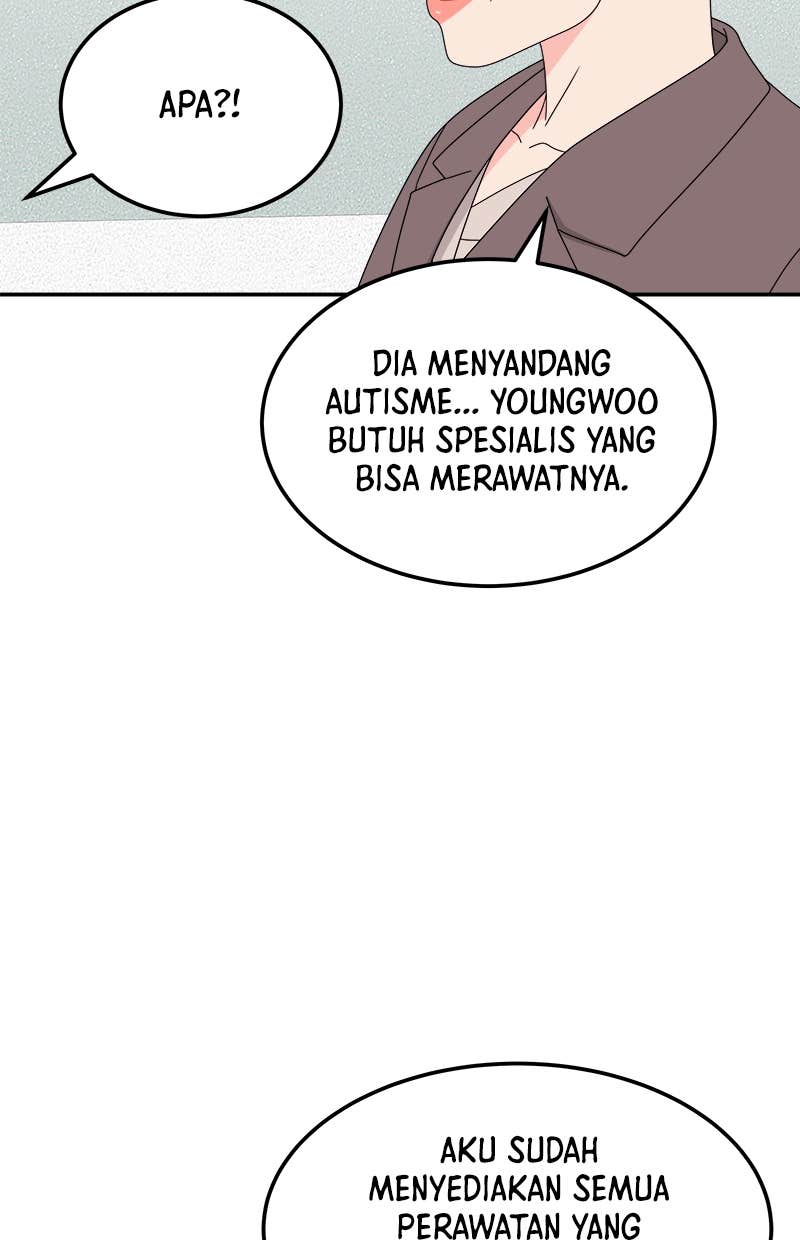 APA?!
DIA MENYANDANG
AUTISME... YOUNGWOO
BUTUH SPESIALIS YANG
BISA MERAWATNYA.
AKU SUDAH
MENYEDIAKAN SEMUA
PERAWATAN YANG